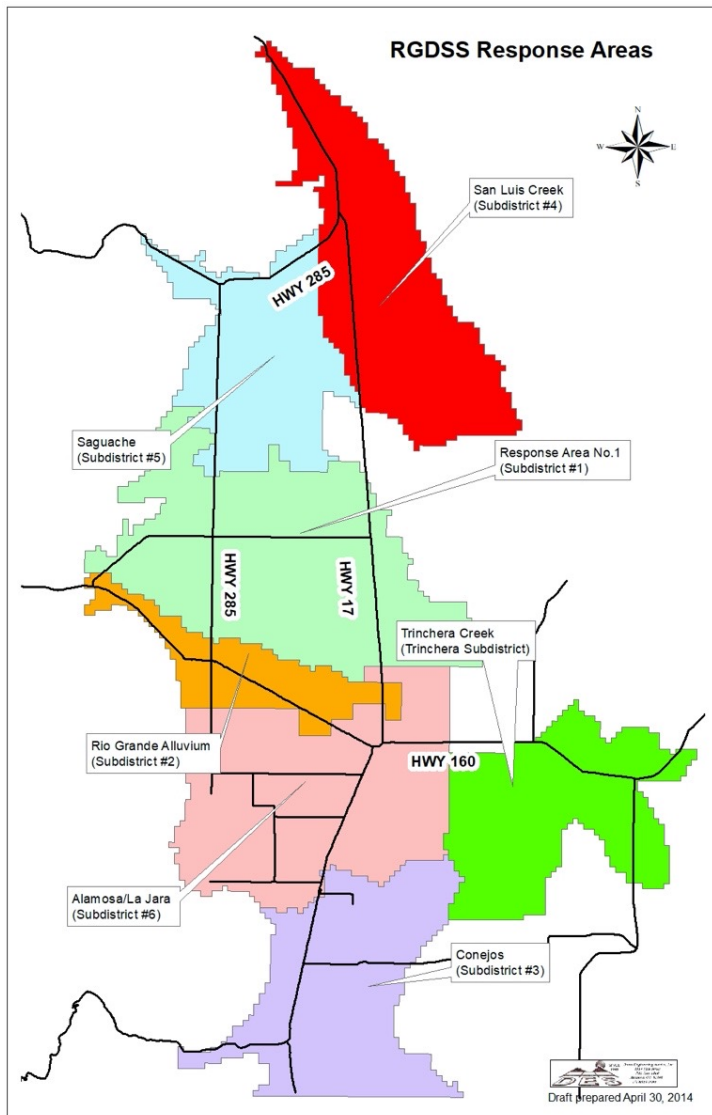 RGDSS Response Areas
N
W
E
S
San Luis Creek
(Subdistrict #4)
HWY 285
Saguache
(Subdistrict #5)
Response Area No.1
(Subdistrict #1)
HWY 285
HWY 17
Trinchera Creek
(Trinchera Subdistrict)
Rio Grande Alluvium
(Subdistrict #2)
HWY 160
Alamosa/La Jara
(Subdistrict #6)
Conejos
(Subdistrict #3)
Draft prepared April 30, 2014